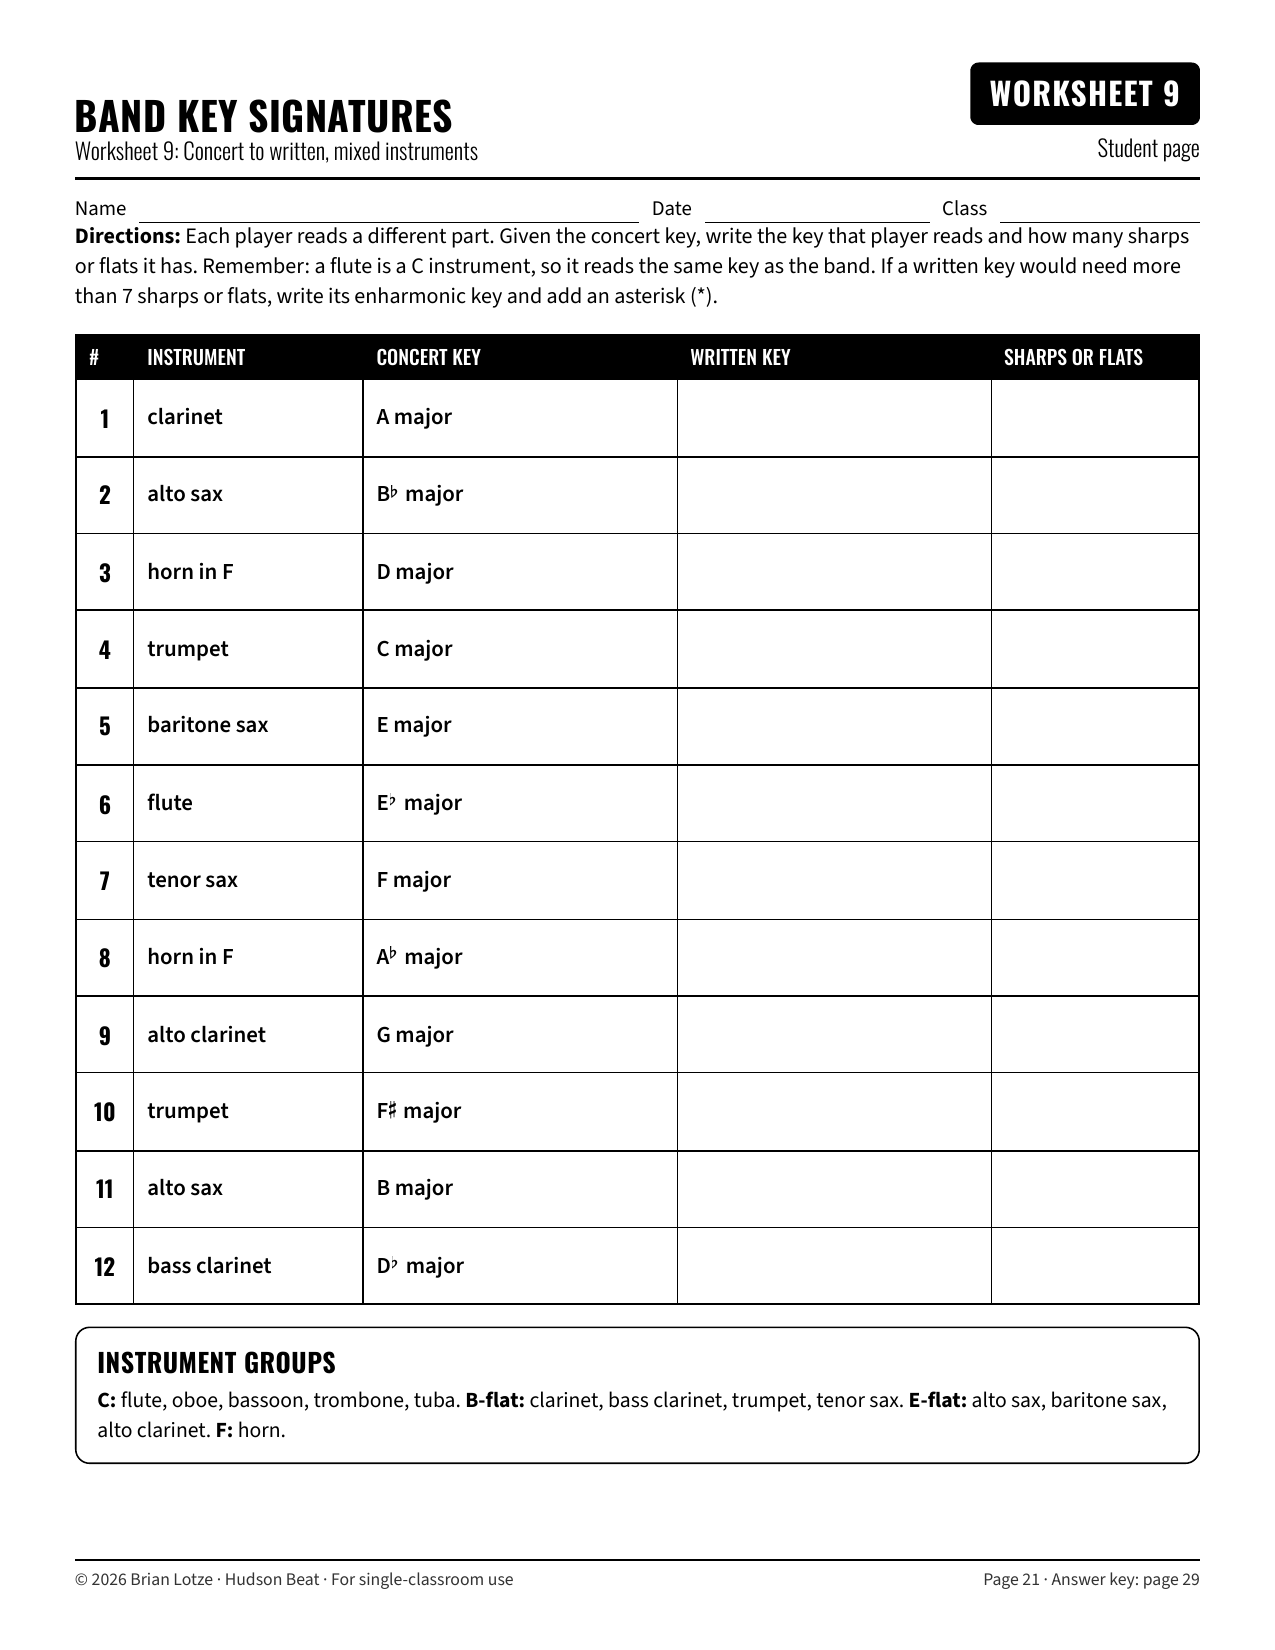 WORKSHEET 9
BAND KEY SIGNATURES
Worksheet 9: Concert to written, mixed instruments
Student page
Name Date Class
Directions: Each player reads a different part. Given the concert key, write the key that player reads and how many sharps
or flats it has. Remember: a flute is a C instrument, so it reads the same key as the band. If a written key would need more
than 7 sharps or flats, write its enharmonic key and add an asterisk (*).
# INSTRUMENT CONCERT KEY WRITTEN KEY SHARPS OR FLATS
1 clarinet A major
2 alto sax B♭ major
3 horn in F D major
4 trumpet C major
5 baritone sax E major
6 flute E♭ major
7 tenor sax F major
8 horn in F A♭ major
9 alto clarinet G major
10 trumpet F♯ major
11 alto sax B major
12 bass clarinet D♭ major
INSTRUMENT GROUPS
C: flute, oboe, bassoon, trombone, tuba. B-flat: clarinet, bass clarinet, trumpet, tenor sax. E-flat: alto sax, baritone sax,
alto clarinet. F: horn.
© 2026 Brian Lotze · Hudson Beat · For single-classroom use
Page 21 · Answer key: page 29